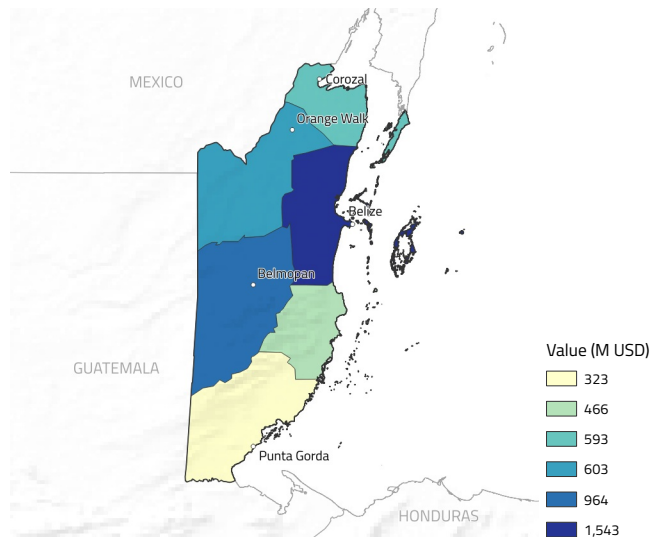 MEXICO
Corozal
Orange Walk
Belize
Belmopan
GUATEMALA
Punta Gorda
HONDURAS
Value (M USD)
323
466
593
603
964
1,543